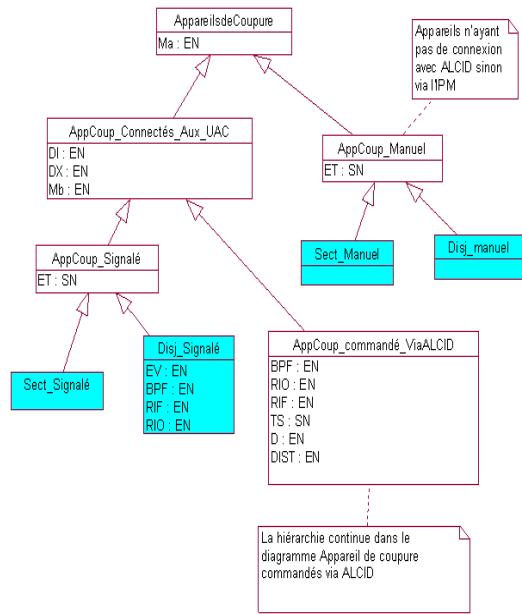 AppareilsdeCoupure
Ma : EN
Appareils n'ayant
pas de connexion
avec ALCID sinon
via l'IPM
AppCoup_Connectés_Aux_UAC
DI : EN
DX : EN
Mb : EN
AppCoup_Manuel
ET : SN
Sect_Manuel
Disj_manuel
AppCoup_Signalé
ET : SN
Sect_Signalé
Disj_Signalé
EV : EN
BPF : EN
RIF : EN
RIO : EN
AppCoup_commandé_ViaALCID
BPF : EN
RIO : EN
RIF : EN
TS : SN
D : EN
DIST : EN
La hiérarchie continue dans le
diagramme Appareil de coupure
commandés via ALCID